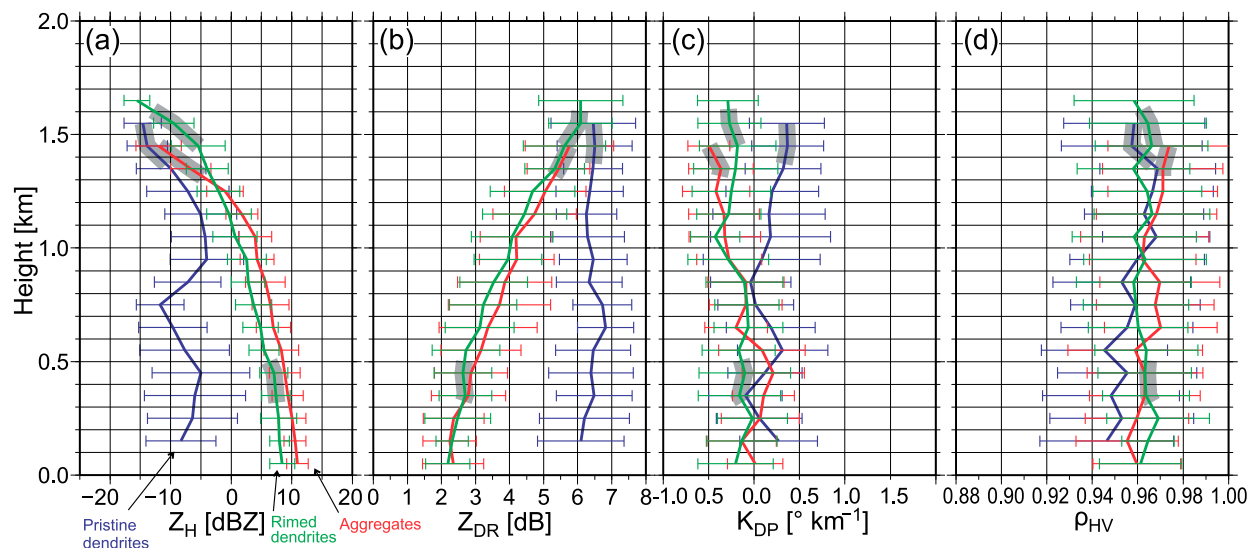 (a) (b) (c) (d)
2.0
1.5
1.0
0.5
0.0
Height [km]
−20 −10 0 10 20
0 1 2 3 4 5 6 7 8
-1.0 0.5 0.0 0.5 1.0
0.88 0.90 0.92 0.94 0.96 0.98 1.00
Z_H [dBZ] Z_DR [dB] K_DP [° km⁻¹] ρ_HV
Pristine dendrites
Rimed dendrites
Aggregates